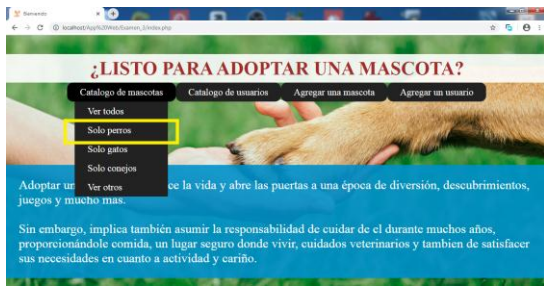 Bienvenido
localhost/App%20Web/Examen_3/index.php
¿LISTO PARA ADOPTAR UNA MASCOTA?
Catalogo de mascotas Catalogo de usuarios Agregar una mascota Agregar un usuario
Ver todos
Solo perros
Solo gatos
Solo conejos
Ver otros
Adoptar un ce la vida y abre las puertas a una época de diversión, descubrimientos,
juegos y mucho mas.
Sin embargo, implica también asumir la responsabilidad de cuidar de el durante muchos años,
proporcionándole comida, un lugar seguro donde vivir, cuidados veterinarios y tambien de satisfacer
sus necesidades en cuanto a actividad y cariño.